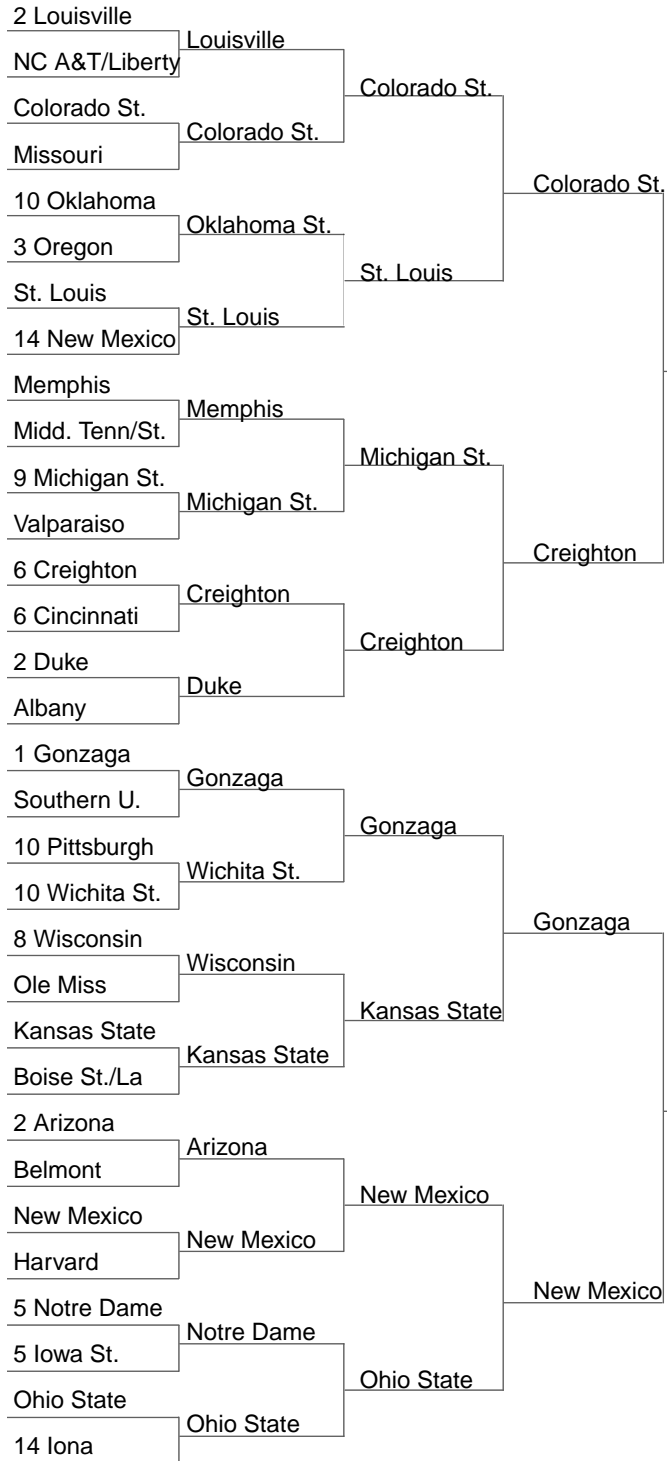 2 Louisville
NC A&T/Liberty
Colorado St.
Missouri
10 Oklahoma
3 Oregon
St. Louis
14 New Mexico
Memphis
Midd. Tenn/St.
9 Michigan St.
Valparaiso
6 Creighton
6 Cincinnati
2 Duke
Albany
1 Gonzaga
Southern U.
10 Pittsburgh
10 Wichita St.
8 Wisconsin
Ole Miss
Kansas State
Boise St./La
2 Arizona
Belmont
New Mexico
Harvard
5 Notre Dame
5 Iowa St.
Ohio State
14 Iona
Louisville
Colorado St.
Oklahoma St.
St. Louis
Memphis
Michigan St.
Creighton
Duke
Gonzaga
Wichita St.
Wisconsin
Kansas State
Arizona
New Mexico
Notre Dame
Ohio State
Colorado St.
St. Louis
Michigan St.
Creighton
Gonzaga
Kansas State
New Mexico
Ohio State
Colorado St.
Creighton
Gonzaga
New Mexico